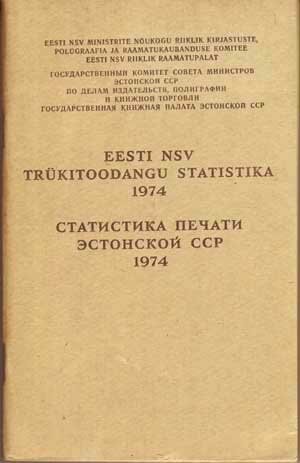 EESTI NSV MINISTRITE NÕUKOGU RIIKLIK KIRJASTUSTE,
POLÜGRAAFIA JA RAAMATUKAUBANDUSE KOMITEE
EESTI NSV RIIKLIK RAAMATUPALAT
ГОСУДАРСТВЕННЫЙ КОМИТЕТ СОВЕТА МИНИСТРОВ
ЭСТОНСКОЙ ССР
ПО ДЕЛАМ ИЗДАТЕЛЬСТВ, ПОЛИГРАФИИ
И КНИЖНОЙ ТОРГОВЛИ
ГОСУДАРСТВЕННАЯ КНИЖНАЯ ПАЛАТА ЭСТОНСКОЙ ССР
EESTI NSV
TRÜKITOODANGU STATISTIKA
1974
СТАТИСТИКА ПЕЧАТИ
ЭСТОНСКОЙ ССР
1974